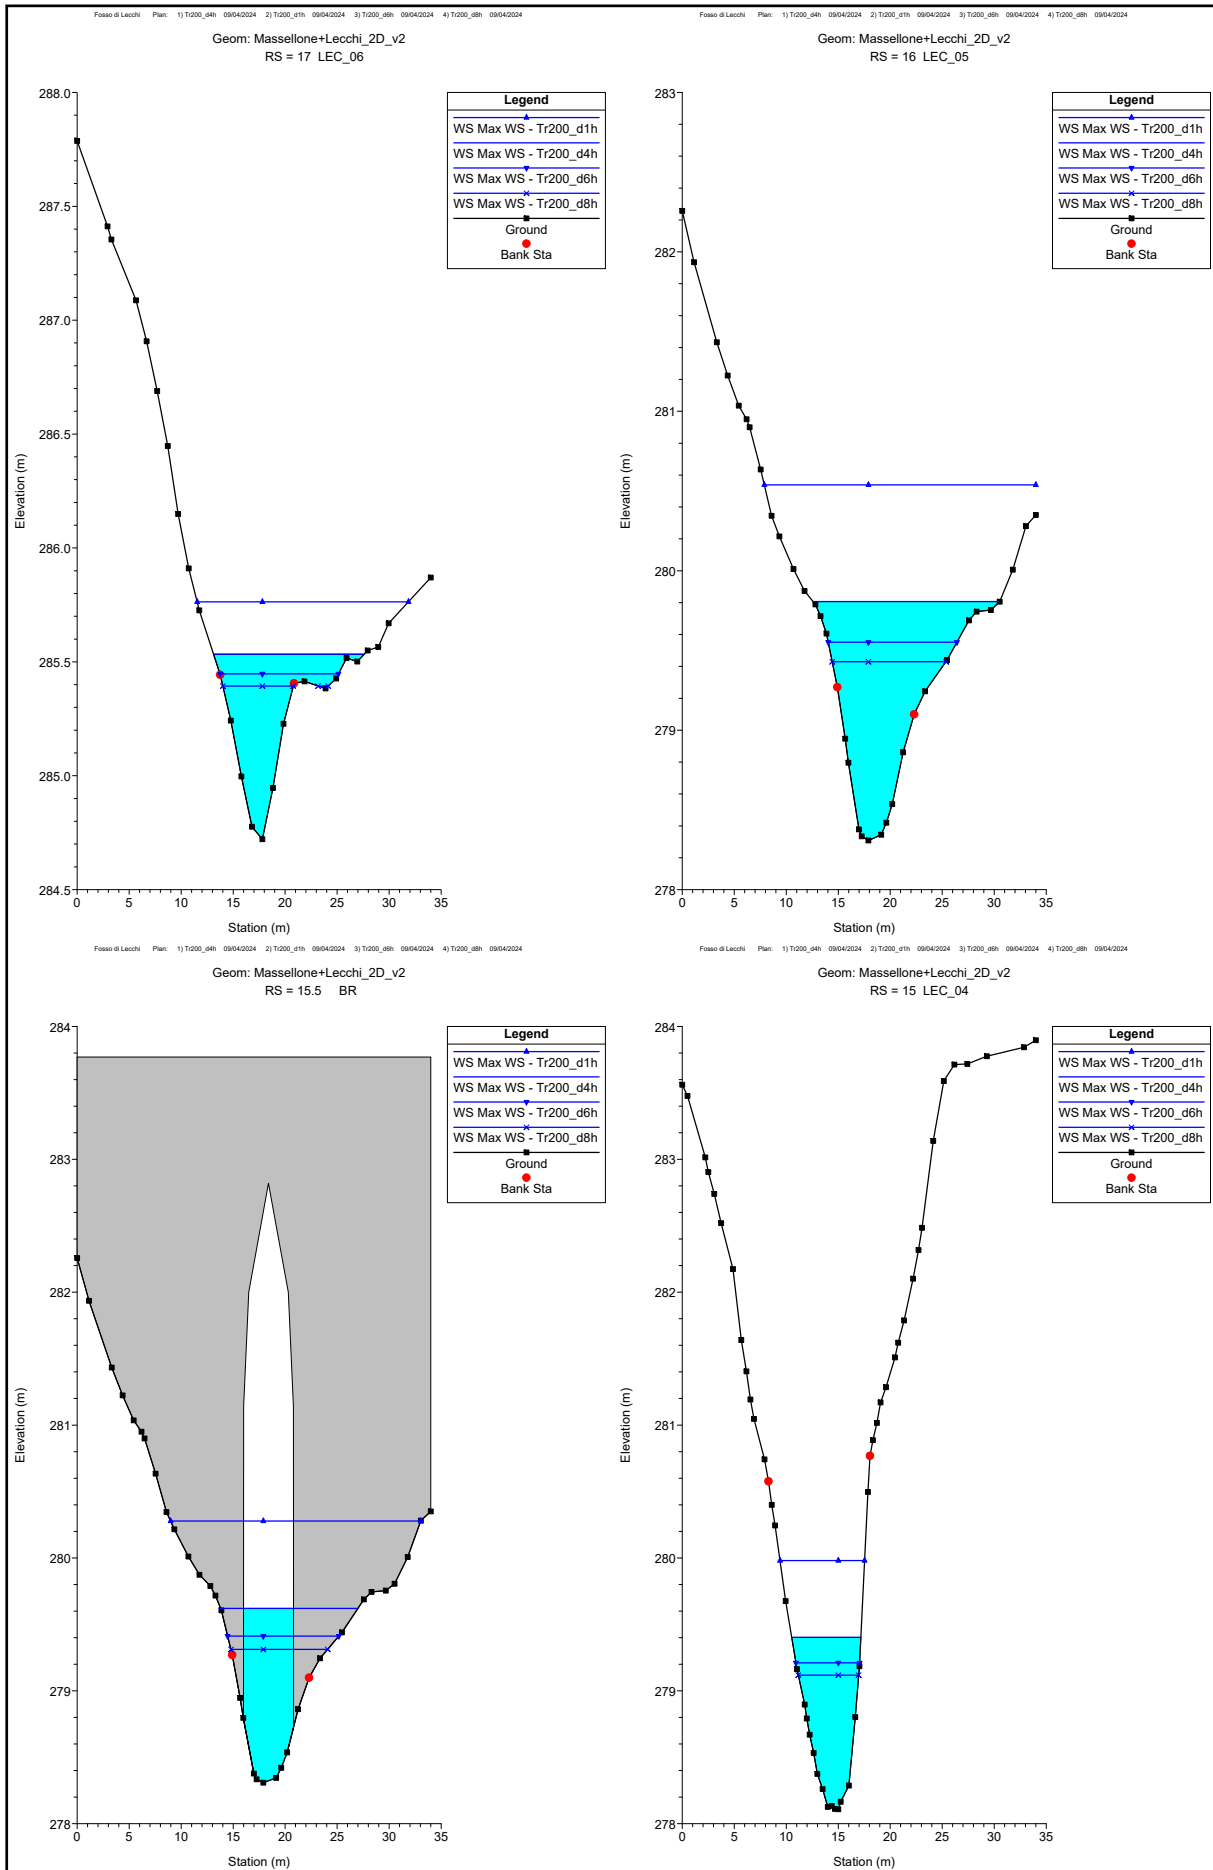 Fosso di Lecchi Plan: 1) Tr200_d4h 09/04/2024 2) Tr200_d1h 09/04/2024 3) Tr200_d6h 09/04/2024 4) Tr200_d8h 09/04/2024
Geom: Massellone+Lecchi_2D_v2
RS = 17 LEC_06
Legend
WS Max WS - Tr200_d1h
WS Max WS - Tr200_d4h
WS Max WS - Tr200_d6h
WS Max WS - Tr200_d8h
Ground
Bank Sta
288.0
287.5
287.0
286.5
286.0
285.5
285.0
284.5
Elevation (m)
0 5 10 15 20 25 30 35
Station (m)
Fosso di Lecchi Plan: 1) Tr200_d4h 09/04/2024 2) Tr200_d1h 09/04/2024 3) Tr200_d6h 09/04/2024 4) Tr200_d8h 09/04/2024
Geom: Massellone+Lecchi_2D_v2
RS = 16 LEC_05
Legend
WS Max WS - Tr200_d1h
WS Max WS - Tr200_d4h
WS Max WS - Tr200_d6h
WS Max WS - Tr200_d8h
Ground
Bank Sta
283
282
281
280
279
278
Elevation (m)
0 5 10 15 20 25 30 35
Station (m)
Fosso di Lecchi Plan: 1) Tr200_d4h 09/04/2024 2) Tr200_d1h 09/04/2024 3) Tr200_d6h 09/04/2024 4) Tr200_d8h 09/04/2024
Geom: Massellone+Lecchi_2D_v2
RS = 15.5 BR
Legend
WS Max WS - Tr200_d1h
WS Max WS - Tr200_d4h
WS Max WS - Tr200_d6h
WS Max WS - Tr200_d8h
Ground
Bank Sta
284
283
282
281
280
279
278
Elevation (m)
0 5 10 15 20 25 30 35
Station (m)
Fosso di Lecchi Plan: 1) Tr200_d4h 09/04/2024 2) Tr200_d1h 09/04/2024 3) Tr200_d6h 09/04/2024 4) Tr200_d8h 09/04/2024
Geom: Massellone+Lecchi_2D_v2
RS = 15 LEC_04
Legend
WS Max WS - Tr200_d1h
WS Max WS - Tr200_d4h
WS Max WS - Tr200_d6h
WS Max WS - Tr200_d8h
Ground
Bank Sta
284
283
282
281
280
279
278
Elevation (m)
0 5 10 15 20 25 30 35
Station (m)